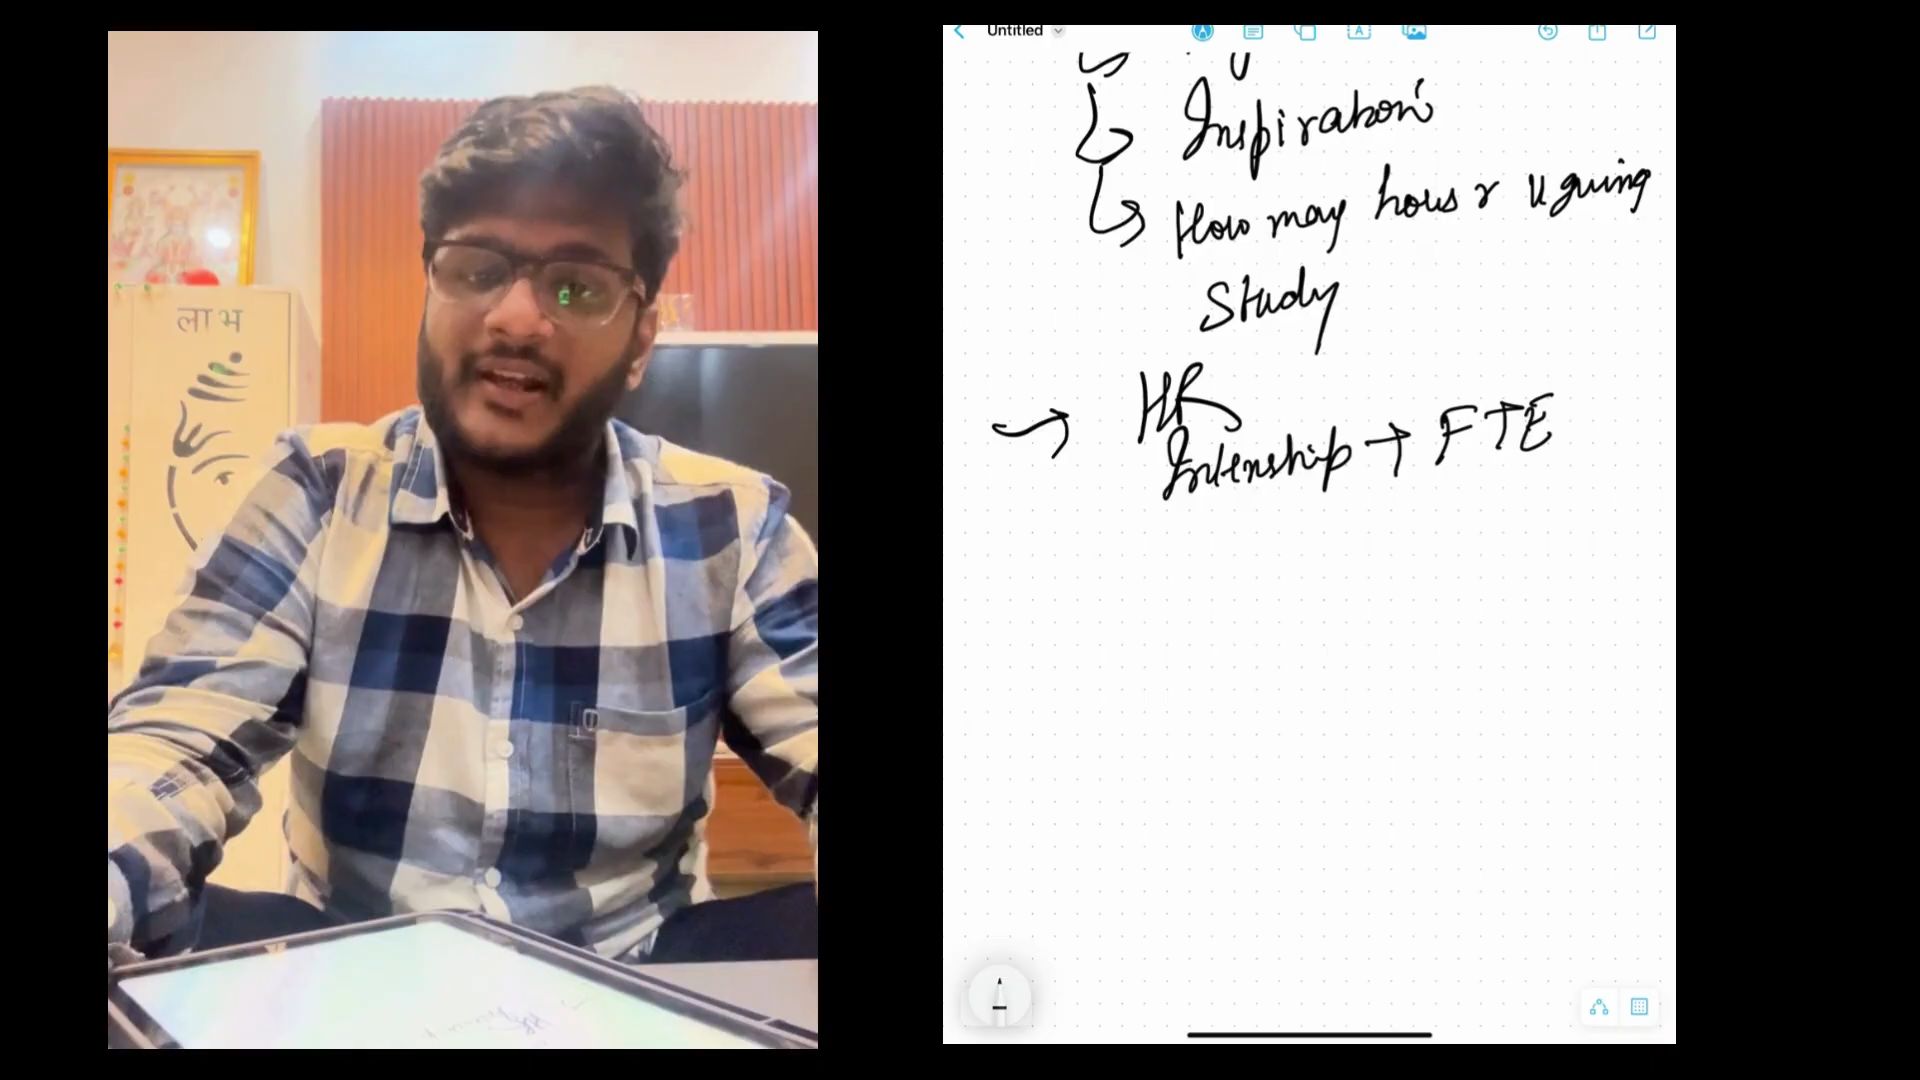 लाभ
Untitled
Inspiration
How may hours u giving
Study
HR
Internship + FTE